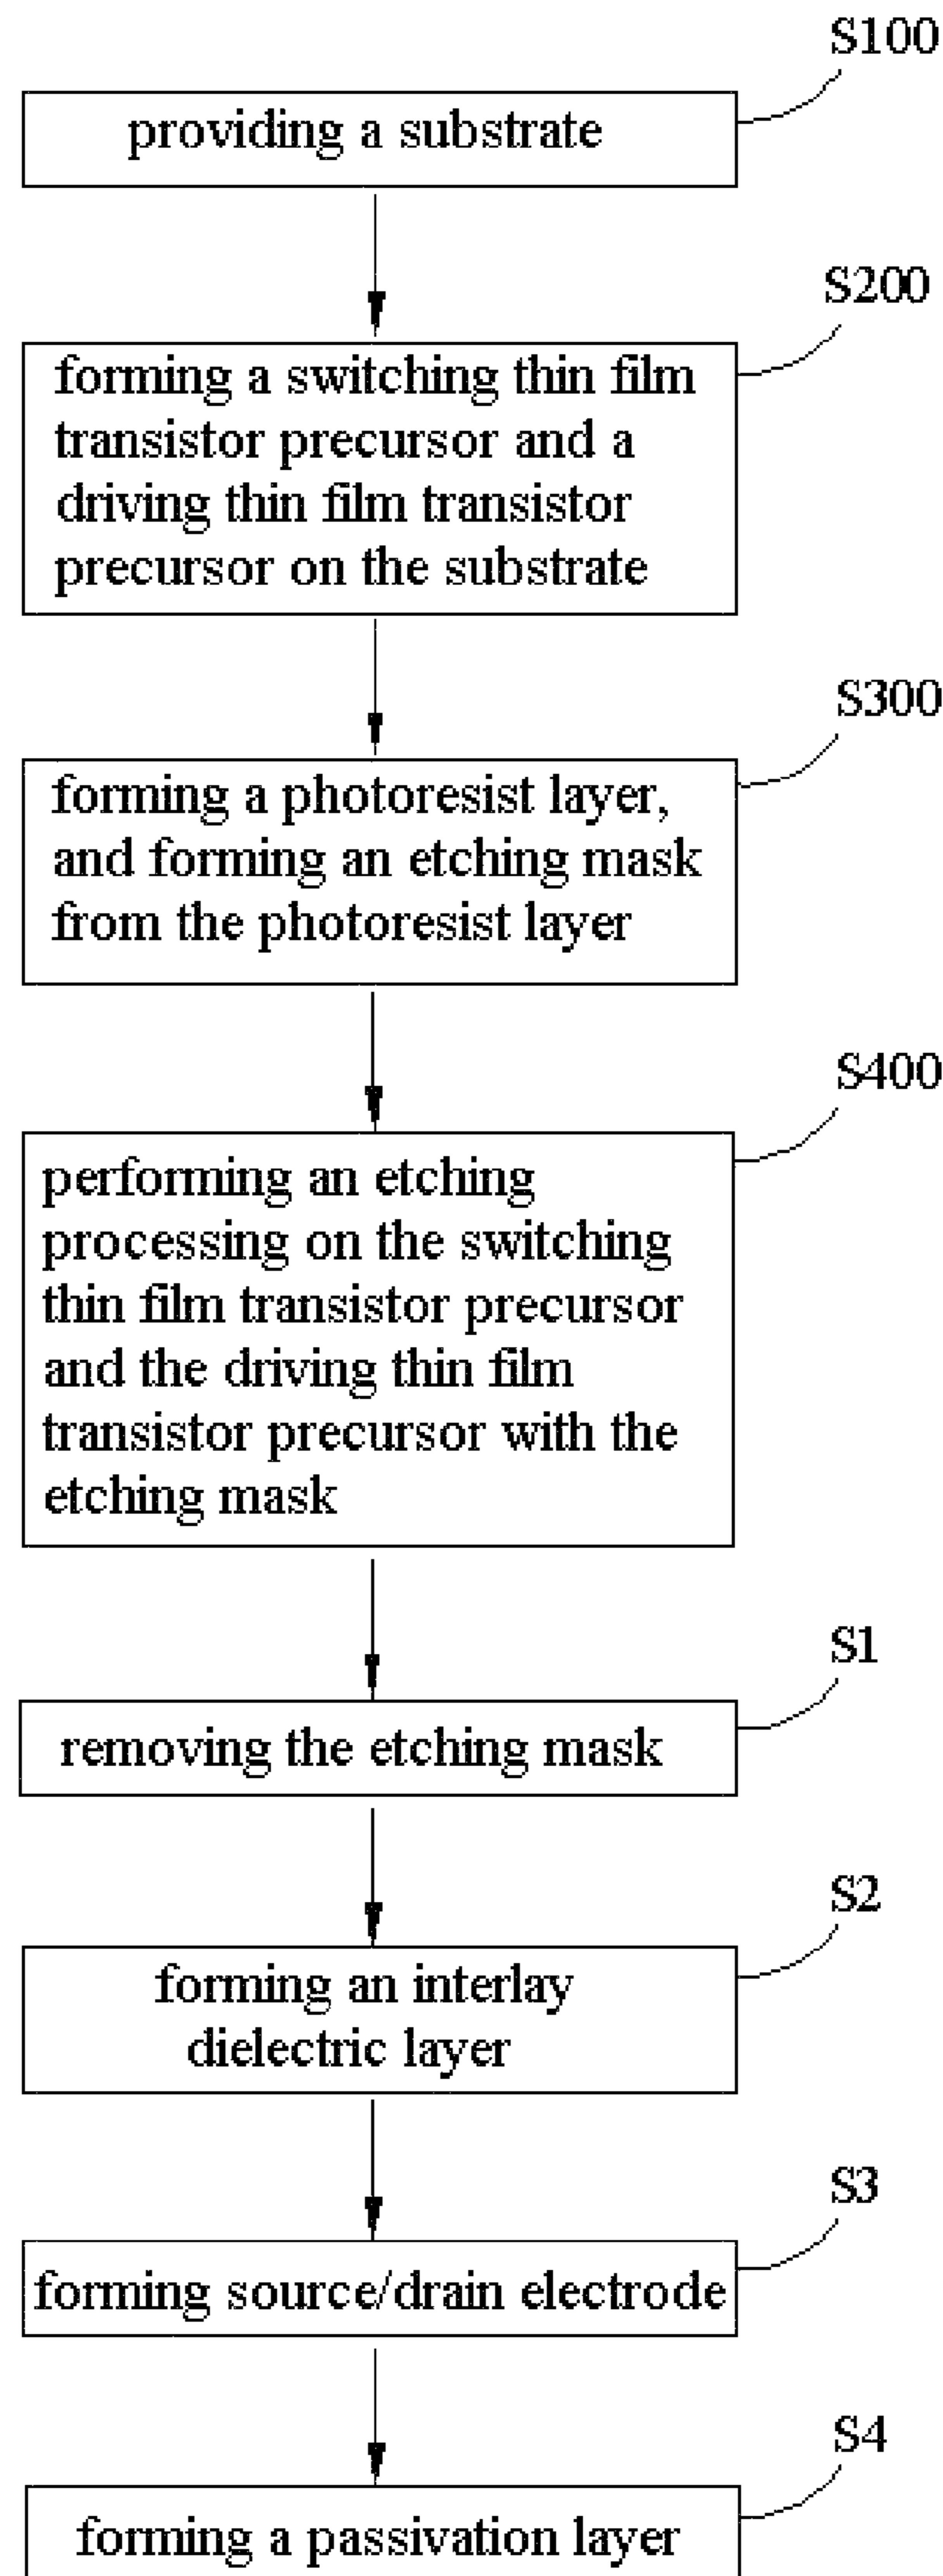 S100
providing a substrate
S200
forming a switching thin film
transistor precursor and a
driving thin film transistor
precursor on the substrate
S300
forming a photoresist layer,
and forming an etching mask
from the photoresist layer
S400
performing an etching
processing on the switching
thin film transistor precursor
and the driving thin film
transistor precursor with the
etching mask
S1
removing the etching mask
S2
forming an interlay
dielectric layer
S3
forming source/drain electrode
S4
forming a passivation layer